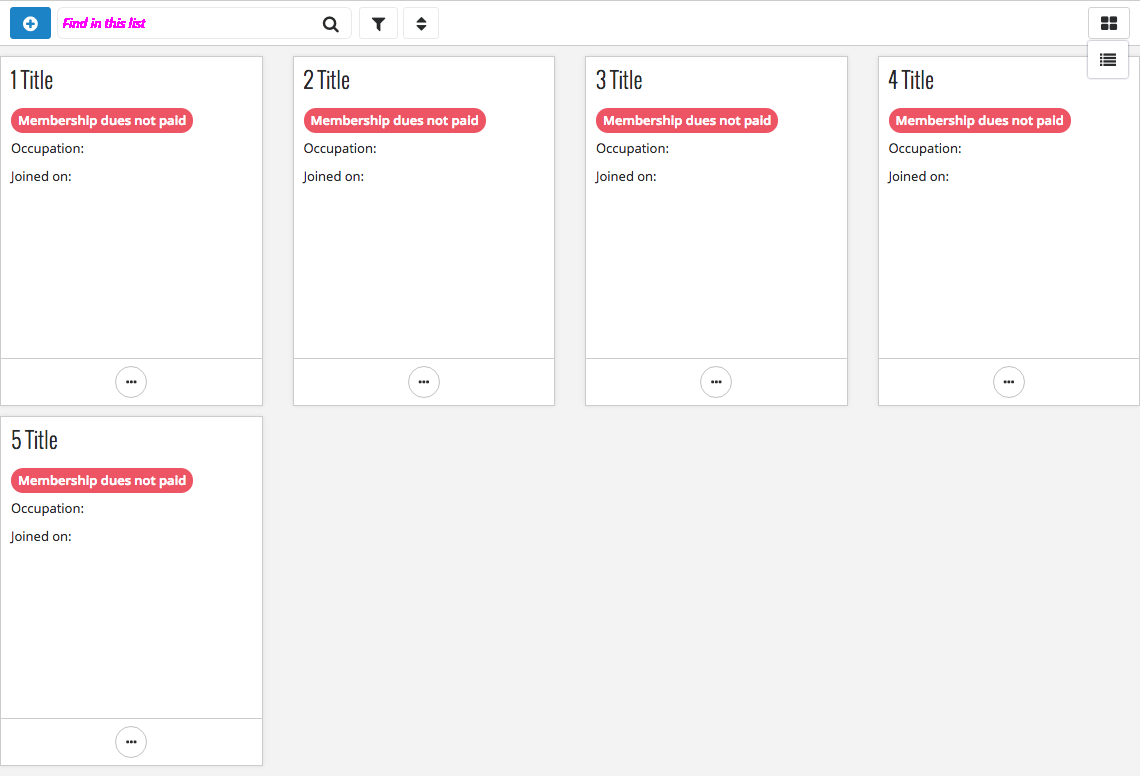 Find in this list
1 Title
Membership dues not paid
Occupation:
Joined on:
2 Title
Membership dues not paid
Occupation:
Joined on:
3 Title
Membership dues not paid
Occupation:
Joined on:
4 Title
Membership dues not paid
Occupation:
Joined on:
5 Title
Membership dues not paid
Occupation:
Joined on: